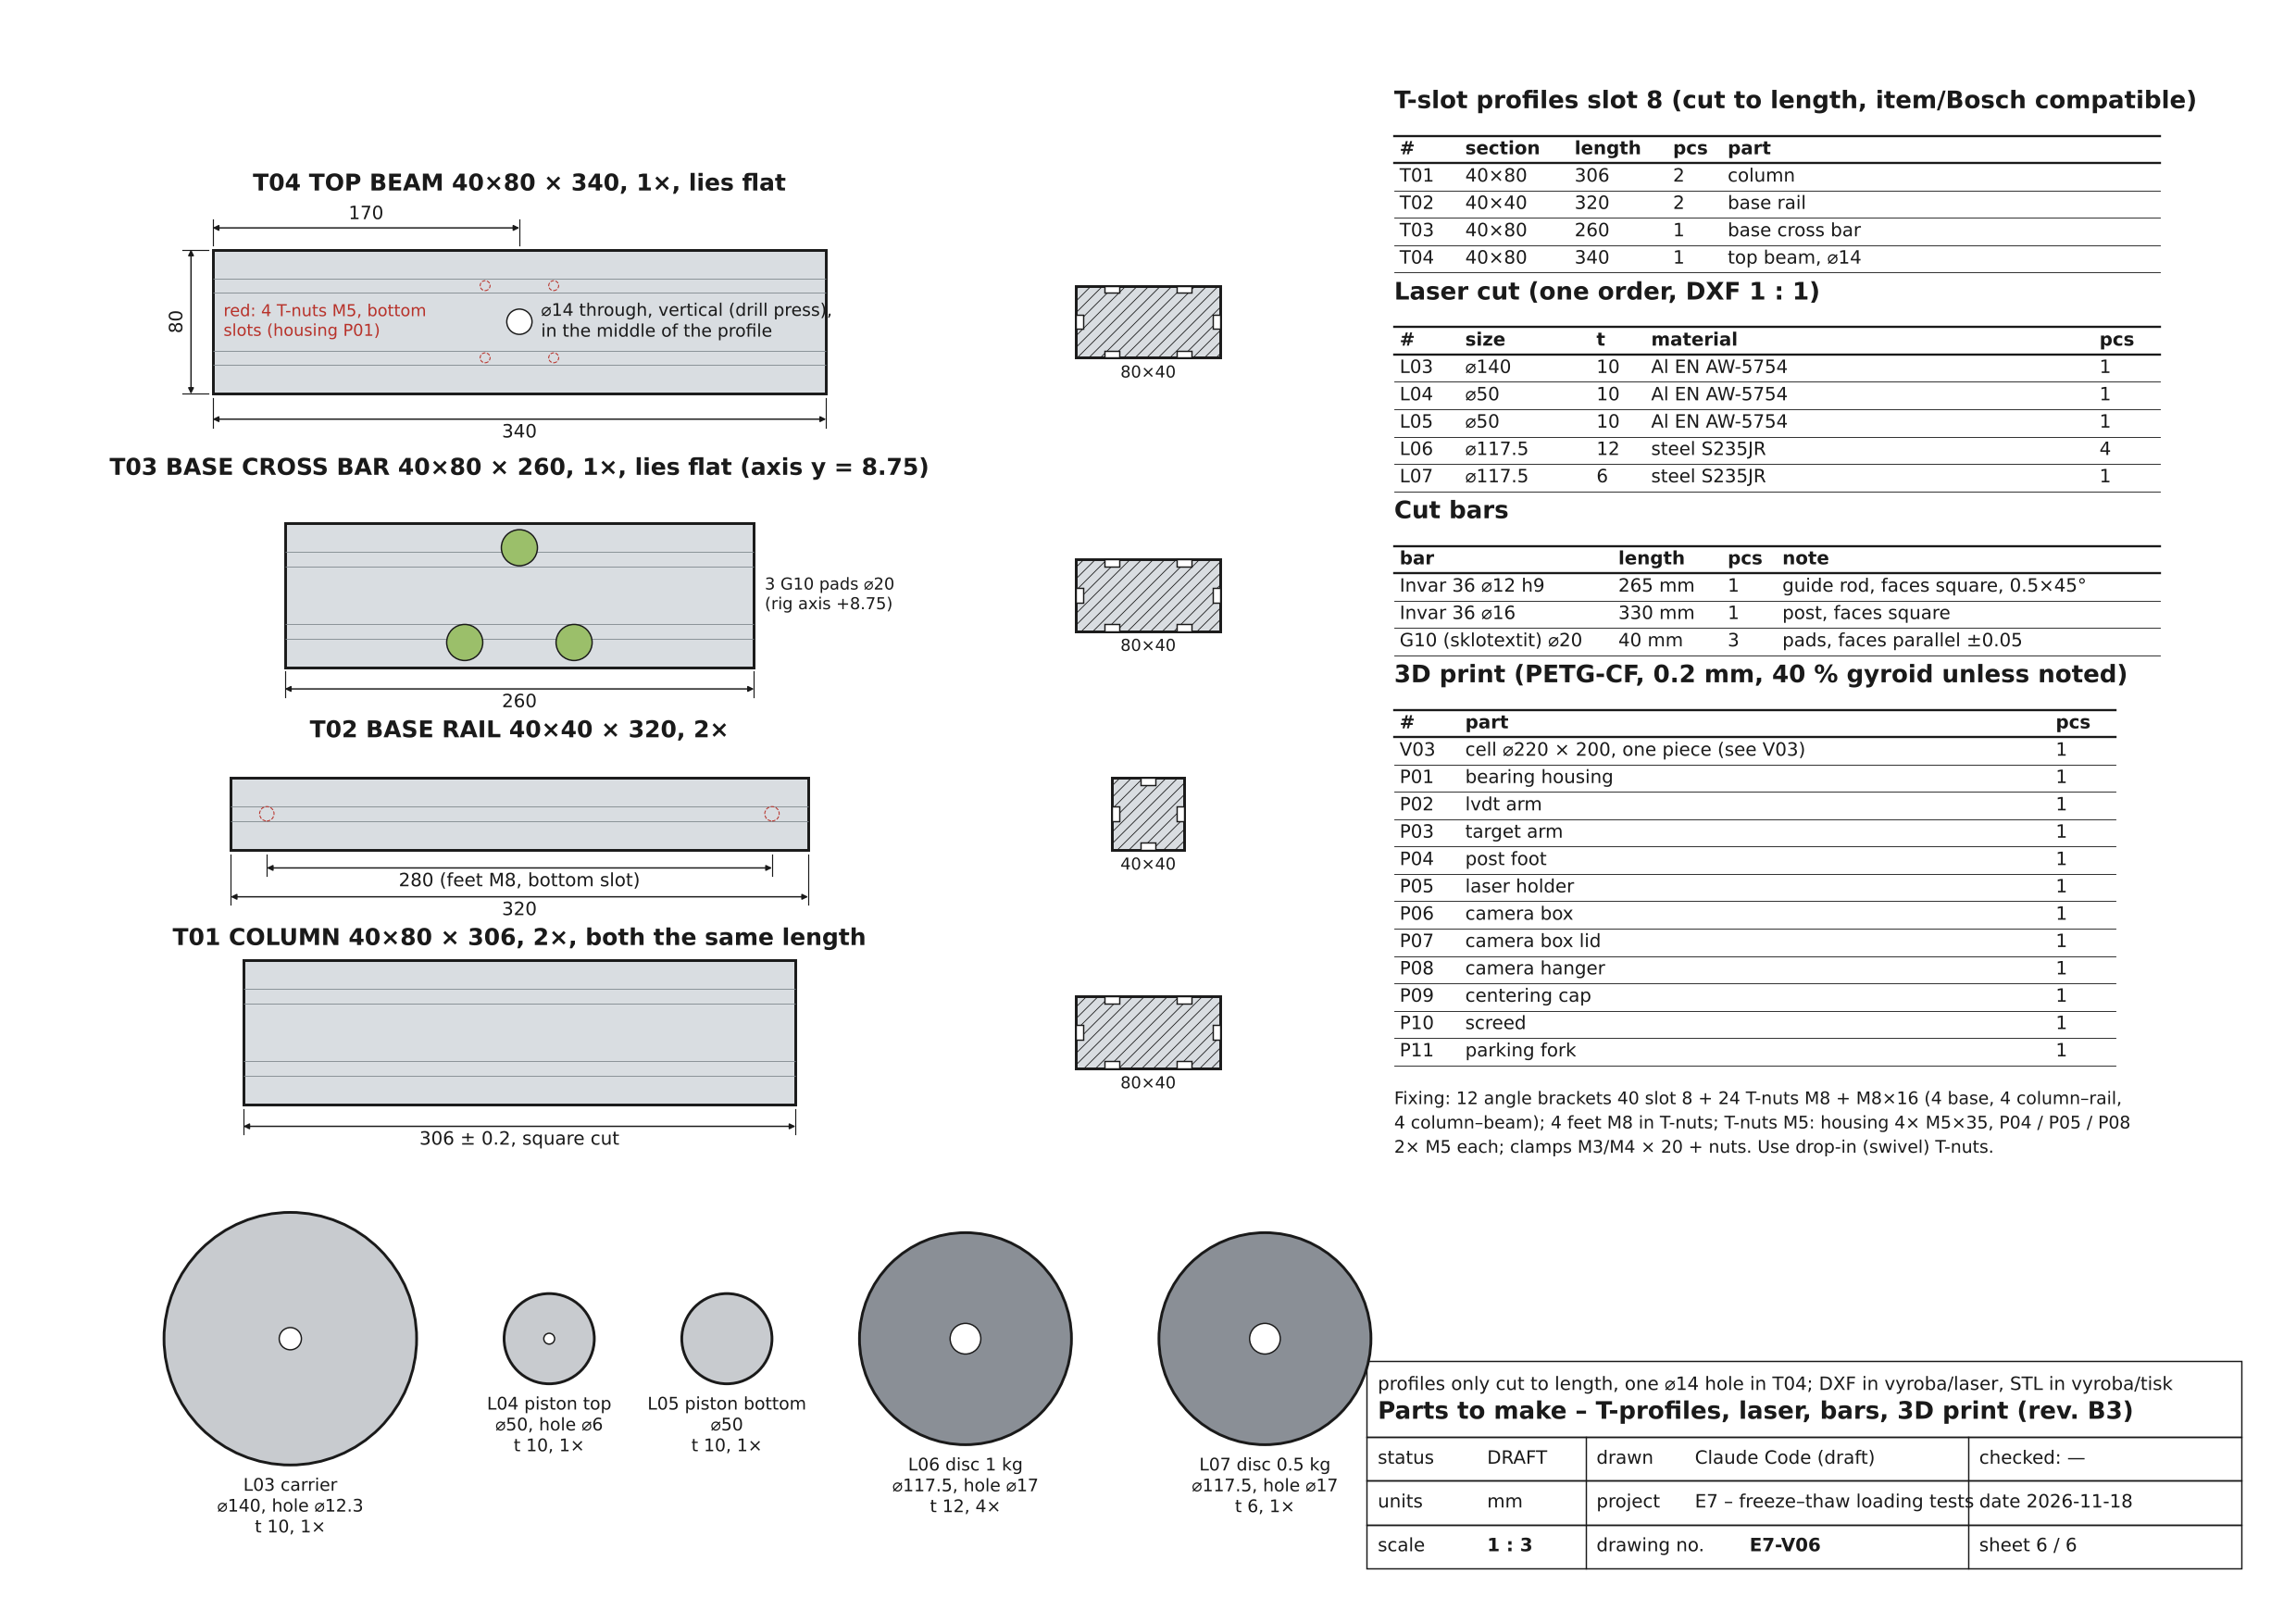 T04 TOP BEAM 40×80 × 340, 1×, lies flat
170
80
red: 4 T-nuts M5, bottom
slots (housing P01)
⌀14 through, vertical (drill press),
in the middle of the profile
340
80×40
T03 BASE CROSS BAR 40×80 × 260, 1×, lies flat (axis y = 8.75)
3 G10 pads ⌀20
(rig axis +8.75)
260
80×40
T02 BASE RAIL 40×40 × 320, 2×
280 (feet M8, bottom slot)
320
40×40
T01 COLUMN 40×80 × 306, 2×, both the same length
306 ± 0.2, square cut
80×40
L03 carrier
⌀140, hole ⌀12.3
t 10, 1×
L04 piston top
⌀50, hole ⌀6
t 10, 1×
L05 piston bottom
⌀50
t 10, 1×
L06 disc 1 kg
⌀117.5, hole ⌀17
t 12, 4×
L07 disc 0.5 kg
⌀117.5, hole ⌀17
t 6, 1×
T-slot profiles slot 8 (cut to length, item/Bosch compatible)
# section length pcs part
T01 40×80 306 2 column
T02 40×40 320 2 base rail
T03 40×80 260 1 base cross bar
T04 40×80 340 1 top beam, ⌀14
Laser cut (one order, DXF 1 : 1)
# size t material pcs
L03 ⌀140 10 Al EN AW-5754 1
L04 ⌀50 10 Al EN AW-5754 1
L05 ⌀50 10 Al EN AW-5754 1
L06 ⌀117.5 12 steel S235JR 4
L07 ⌀117.5 6 steel S235JR 1
Cut bars
bar length pcs note
Invar 36 ⌀12 h9 265 mm 1 guide rod, faces square, 0.5×45°
Invar 36 ⌀16 330 mm 1 post, faces square
G10 (sklotextit) ⌀20 40 mm 3 pads, faces parallel ±0.05
3D print (PETG-CF, 0.2 mm, 40 % gyroid unless noted)
# part pcs
V03 cell ⌀220 × 200, one piece (see V03) 1
P01 bearing housing 1
P02 lvdt arm 1
P03 target arm 1
P04 post foot 1
P05 laser holder 1
P06 camera box 1
P07 camera box lid 1
P08 camera hanger 1
P09 centering cap 1
P10 screed 1
P11 parking fork 1
Fixing: 12 angle brackets 40 slot 8 + 24 T-nuts M8 + M8×16 (4 base, 4 column–rail,
4 column–beam); 4 feet M8 in T-nuts; T-nuts M5: housing 4× M5×35, P04 / P05 / P08
2× M5 each; clamps M3/M4 × 20 + nuts. Use drop-in (swivel) T-nuts.
profiles only cut to length, one ⌀14 hole in T04; DXF in vyroba/laser, STL in vyroba/tisk
Parts to make – T-profiles, laser, bars, 3D print (rev. B3)
status DRAFT drawn Claude Code (draft) checked: —
units mm project E7 – freeze–thaw loading tests date 2026-11-18
scale 1 : 3 drawing no. E7-V06 sheet 6 / 6